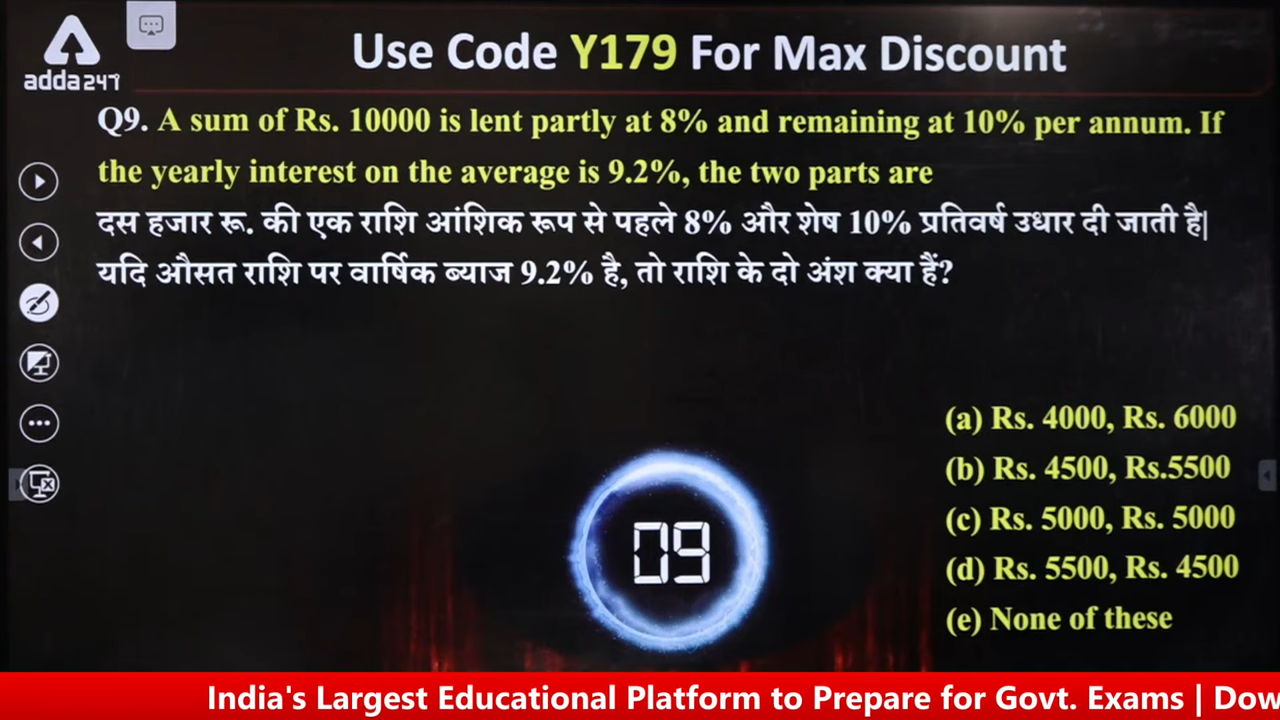 adda247
Use Code Y179 For Max Discount
Q9. A sum of Rs. 10000 is lent partly at 8% and remaining at 10% per annum. If
the yearly interest on the average is 9.2%, the two parts are
दस हजार रू. की एक राशि आंशिक रूप से पहले 8% और शेष 10% प्रतिवर्ष उधार दी जाती है|
यदि औसत राशि पर वार्षिक ब्याज 9.2% है, तो राशि के दो अंश क्या हैं?
(a) Rs. 4000, Rs. 6000
(b) Rs. 4500, Rs.5500
(c) Rs. 5000, Rs. 5000
(d) Rs. 5500, Rs. 4500
(e) None of these
09
India's Largest Educational Platform to Prepare for Govt. Exams | Dow